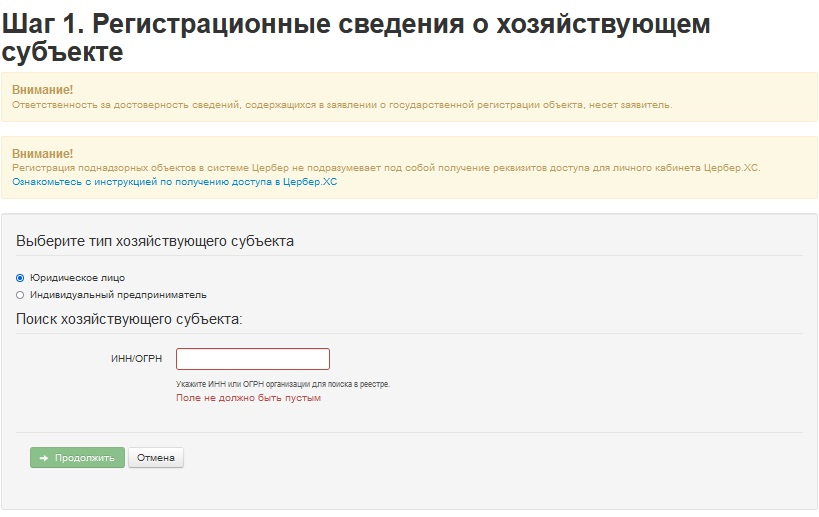 Шаг 1. Регистрационные сведения о хозяйствующем
субъекте
Внимание!
Ответственность за достоверность сведений, содержащихся в заявлении о государственной регистрации объекта, несет заявитель.
Внимание!
Регистрация поднадзорных объектов в системе Цербер не подразумевает под собой получение реквизитов доступа для личного кабинета Цербер.ХС.
Ознакомьтесь с инструкцией по получению доступа в Цербер.ХС
Выберите тип хозяйствующего субъекта
Юридическое лицо
Индивидуальный предприниматель
Поиск хозяйствующего субъекта:
ИНН/ОГРН
Укажите ИНН или ОГРН организации для поиска в реестре.
Поле не должно быть пустым
Продолжить Отмена